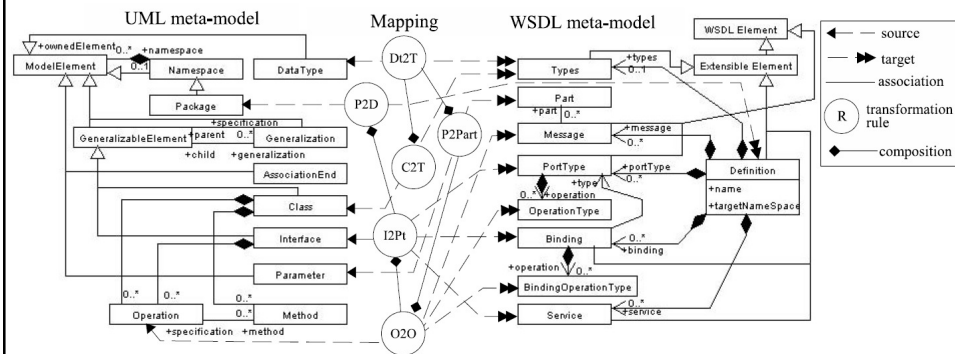 UML meta-model
Mapping
WSDL meta-model
+ownedElement
0..*
+namespace
0..1
ModelElement
Namespace
DataType
Package
+specification
GeneralizableElement
+parent
0..*
Generalization
+child
+generalization
AssociationEnd
Class
Interface
Parameter
0..*
0..*
0..*
Operation
0..*
Method
+specification
+method
Dt2T
P2D
P2Part
C2T
I2Pt
O2O
WSDL Element
+types
0..1
Types
Extensible Element
Part
+part
0..*
Message
+message
0..*
PortType
+portType
0..*
+type
Definition
+name
+targetNameSpace
0..*
+operation
OperationType
Binding
0..*
+binding
+operation
0..*
BindingOperationType
Service
0..*
+service
source
target
association
R
transformation
rule
composition